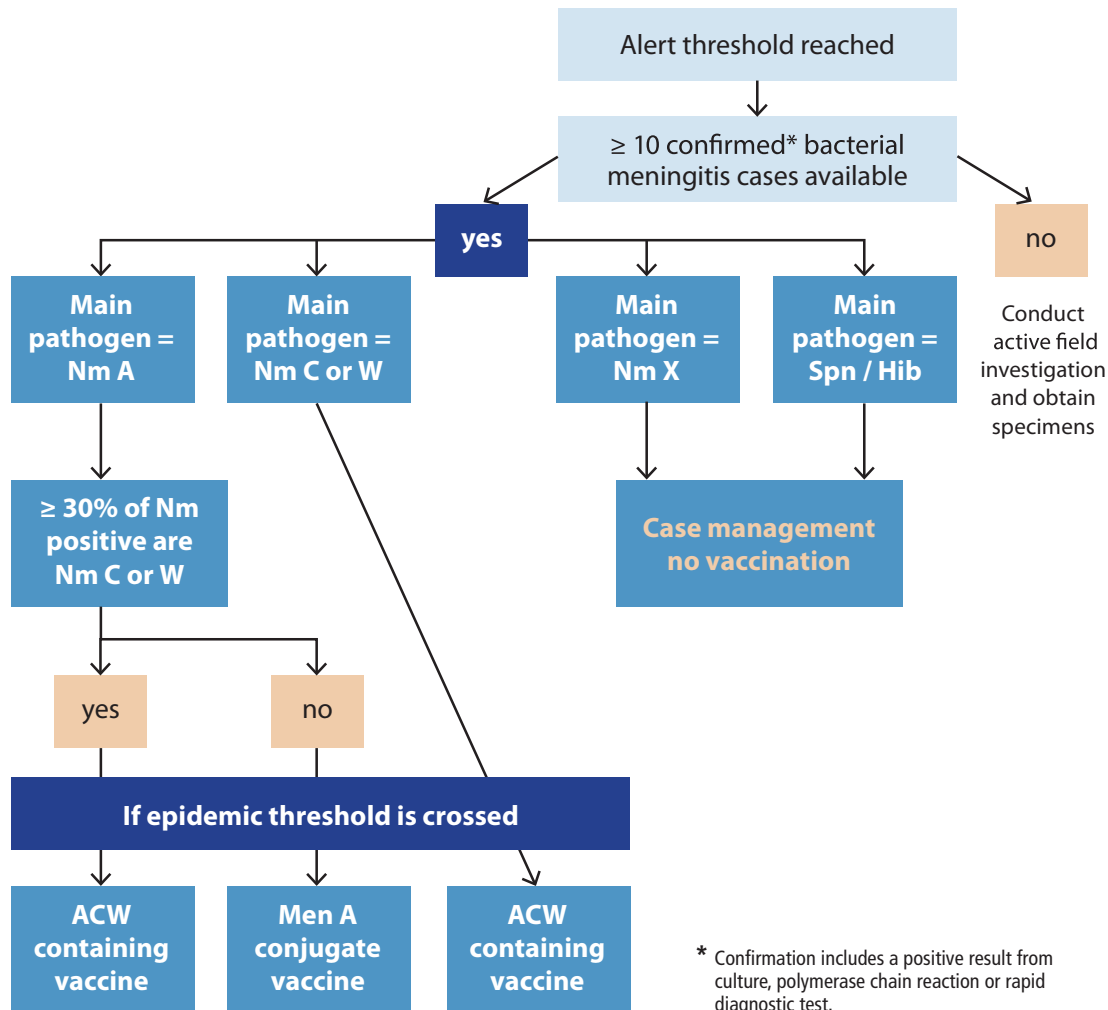 Alert threshold reached
≥ 10 confirmed* bacterial
meningitis cases available
yes
no
Main
pathogen =
Nm A
Main
pathogen =
Nm C or W
Main
pathogen =
Nm X
Main
pathogen =
Spn / Hib
Conduct
active field
investigation
and obtain
specimens
≥ 30% of Nm
positive are
Nm C or W
Case management
no vaccination
yes
no
If epidemic threshold is crossed
ACW
containing
vaccine
Men A
conjugate
vaccine
ACW
containing
vaccine
* Confirmation includes a positive result from
culture, polymerase chain reaction or rapid
diagnostic test.